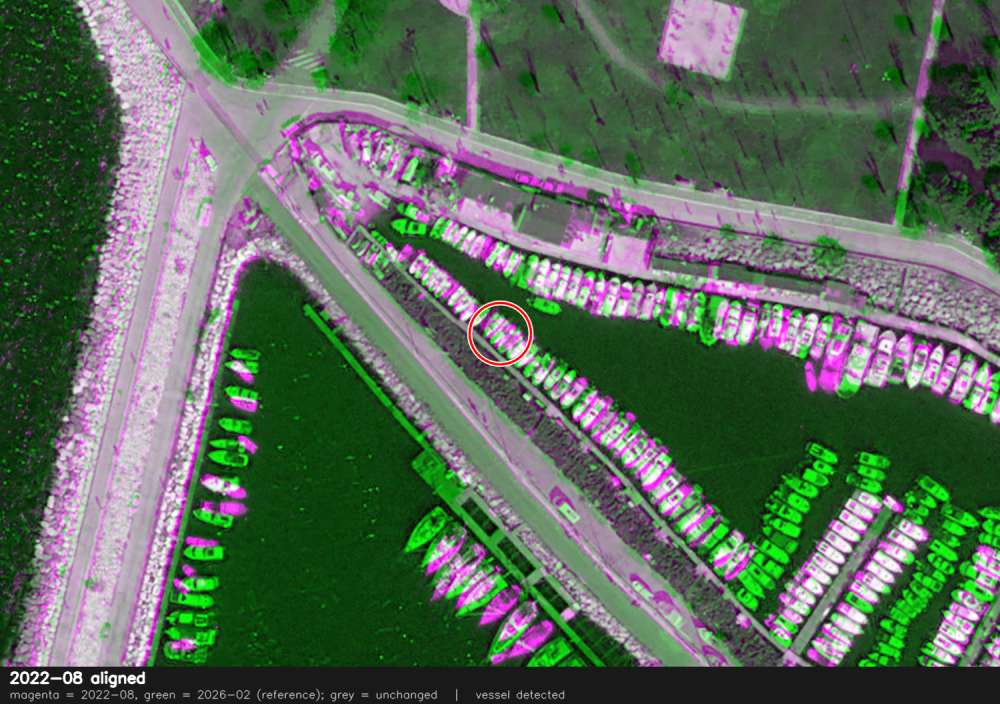 2022-08 aligned
magenta = 2022-08, green = 2026-02 (reference); grey = unchanged | vessel detected